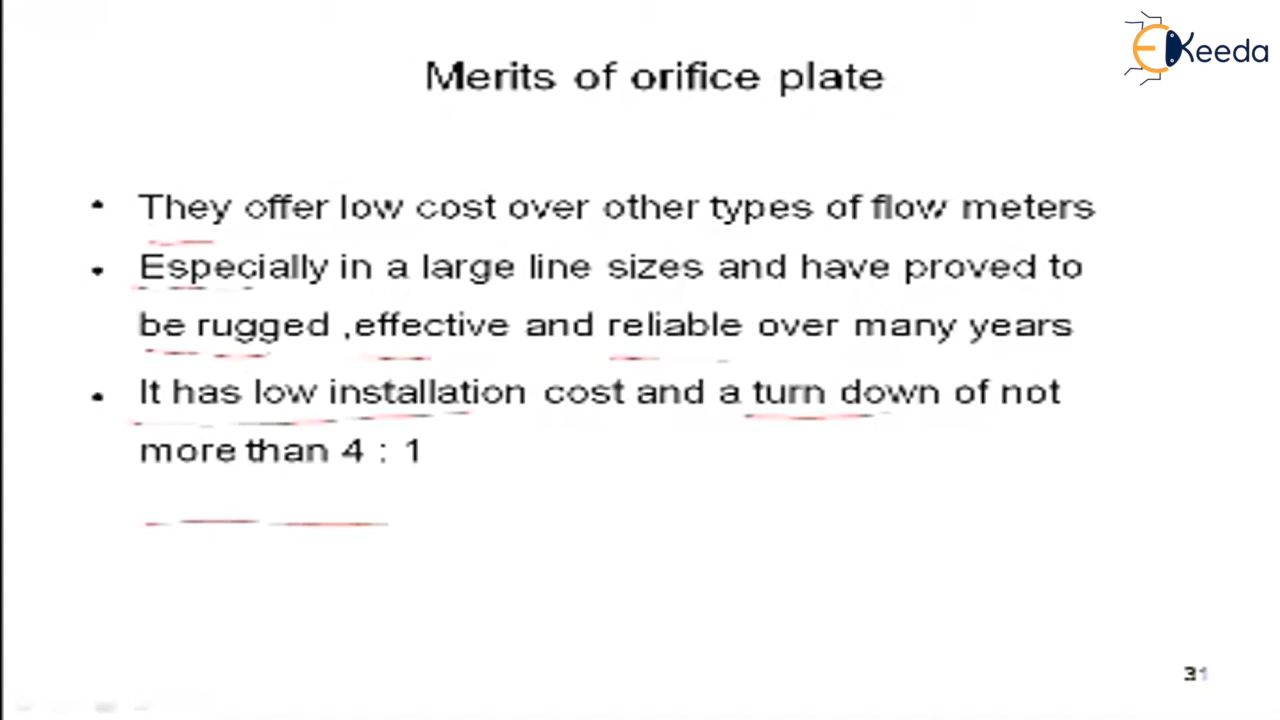 EKeeda
Merits of orifice plate
• They offer low cost over other types of flow meters
• Especially in a large line sizes and have proved to
be rugged ,effective and reliable over many years
• It has low installation cost and a turn down of not
more than 4 : 1
31